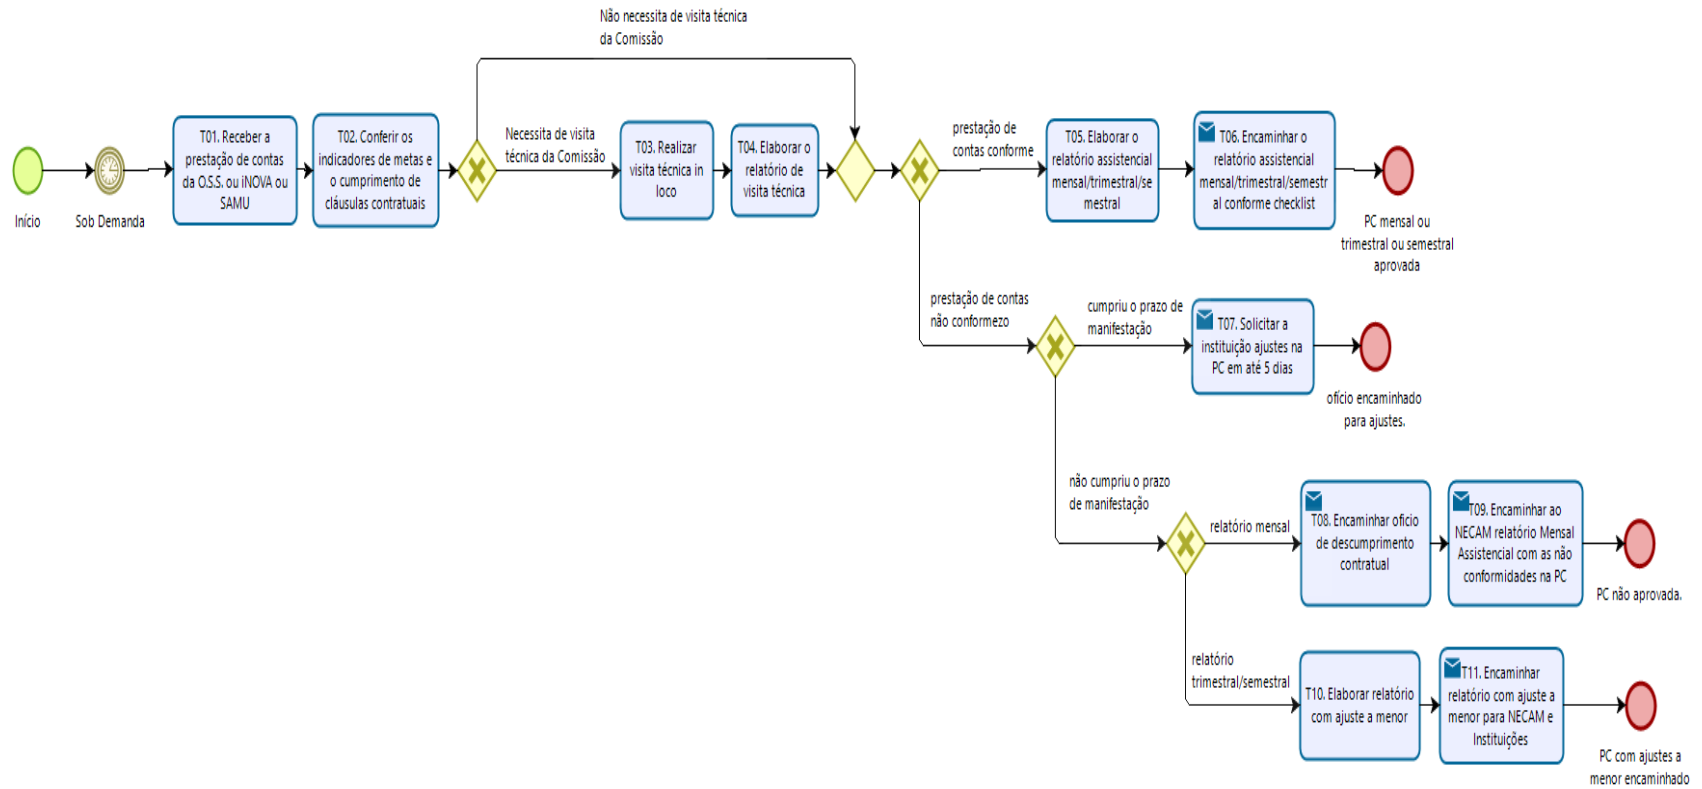 Não necessita de visita técnica
da Comissão
Início
Sob Demanda
T01. Receber a
prestação de contas
da O.S.S. ou iNOVA ou
SAMU
T02. Conferir os
indicadores de metas e
o cumprimento de
cláusulas contratuais
Necessita de visita
técnica da Comissão
T03. Realizar
visita técnica in
loco
T04. Elaborar o
relatório de
visita técnica
prestação de
contas conforme
T05. Elaborar o
relatório assistencial
mensal/trimestral/se
mestral
T06. Encaminhar o
relatório assistencial
mensal/trimestral/semestr
al conforme checklist
PC mensal ou
trimestral ou semestral
aprovada
prestação de contas
não conformezo
cumpriu o prazo de
manifestação
T07. Solicitar a
instituição ajustes na
PC em até 5 dias
ofício encaminhado
para ajustes.
não cumpriu o prazo
de manifestação
relatório mensal
T08. Encaminhar oficio
de descumprimento
contratual
T09. Encaminhar ao
NECAM relatório Mensal
Assistencial com as não
conformidades na PC
PC não aprovada.
relatório
trimestral/semestral
T10. Elaborar relatório
com ajuste a menor
T11. Encaminhar
relatório com ajuste a
menor para NECAM e
Instituições
PC com ajustes a
menor encaminhado